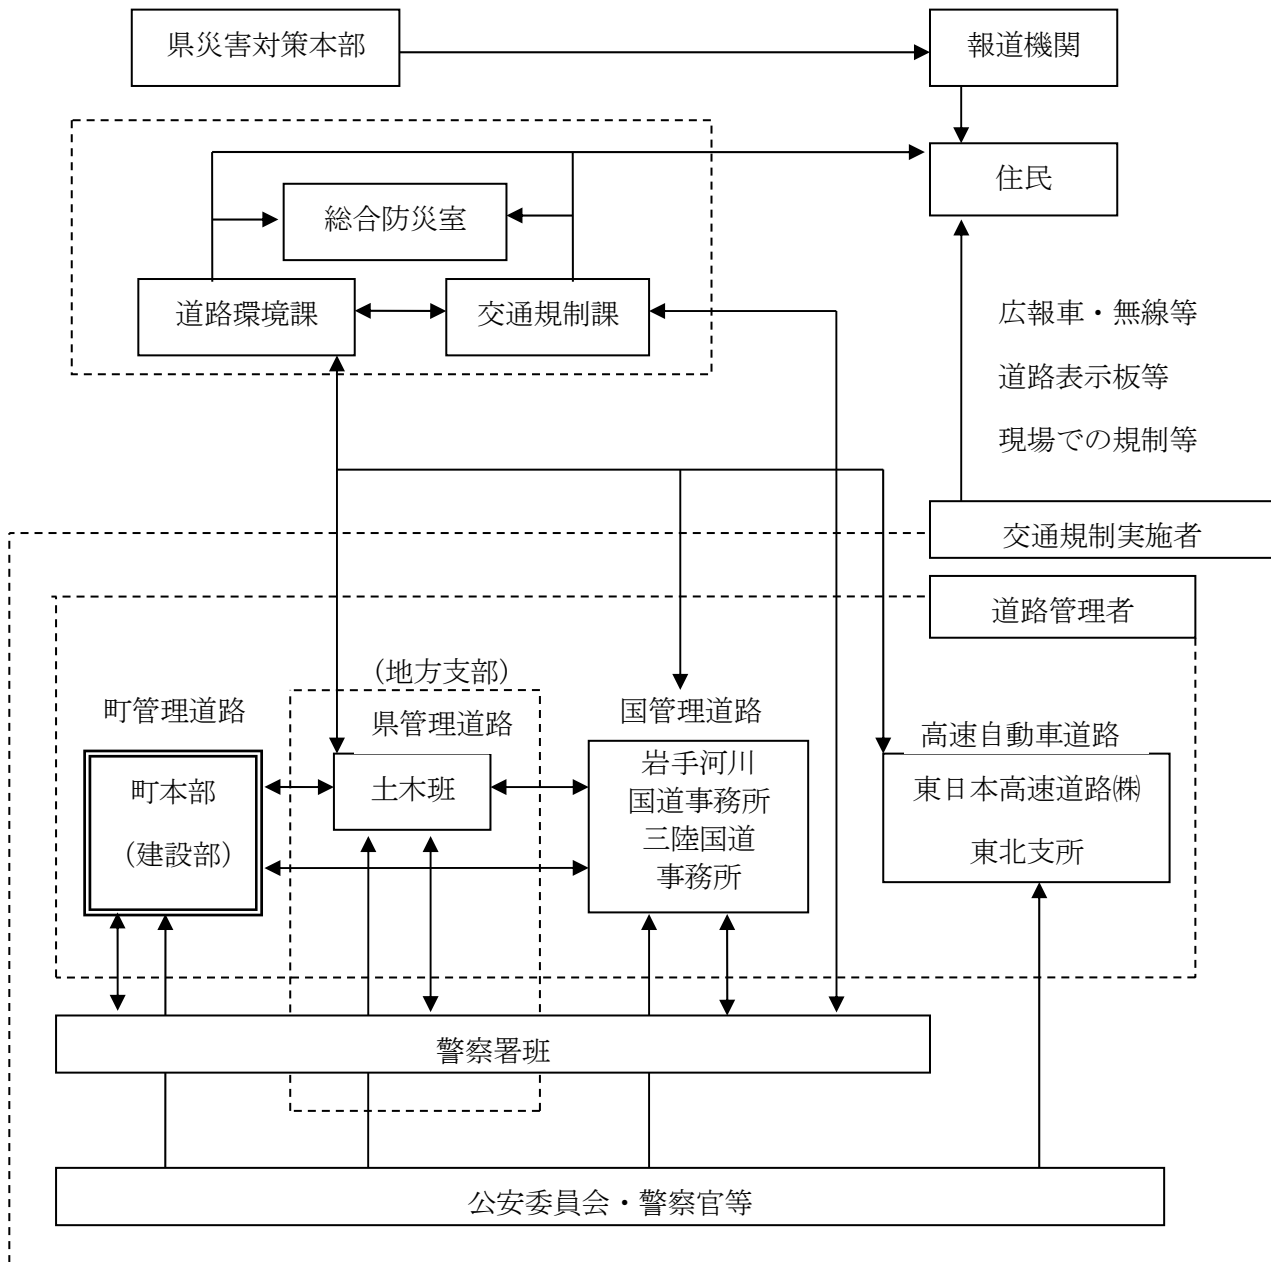 県災害対策本部
報道機関
住民
総合防災室
道路環境課
交通規制課
広報車・無線等
道路表示板等
現場での規制等
交通規制実施者
道路管理者
（地方支部）
町管理道路
県管理道路
国管理道路
高速自動車道路
町本部
（建設部）
土木班
岩手河川
国道事務所
三陸国道
事務所
東日本高速道路㈱
東北支所
警察署班
公安委員会・警察官等